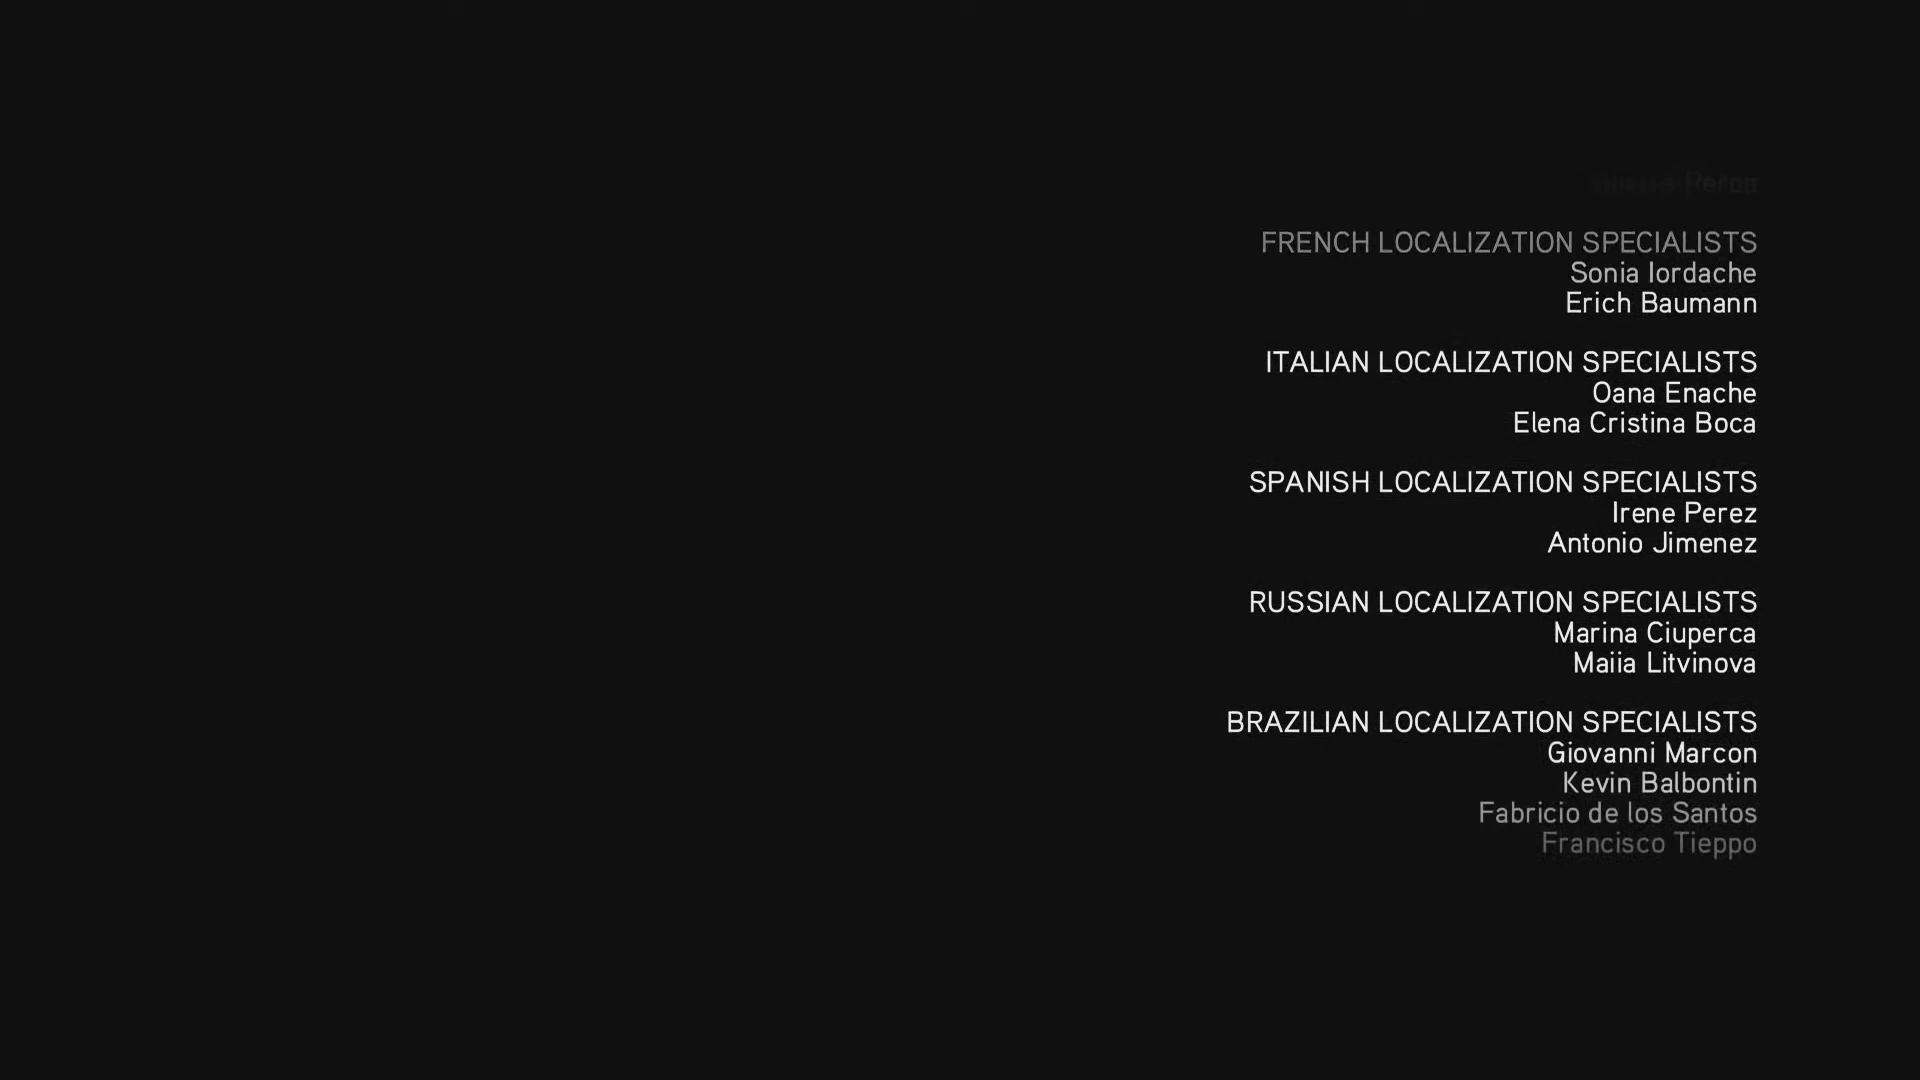 FRENCH LOCALIZATION SPECIALISTS
Sonia Iordache
Erich Baumann
ITALIAN LOCALIZATION SPECIALISTS
Oana Enache
Elena Cristina Boca
SPANISH LOCALIZATION SPECIALISTS
Irene Perez
Antonio Jimenez
RUSSIAN LOCALIZATION SPECIALISTS
Marina Ciuperca
Maiia Litvinova
BRAZILIAN LOCALIZATION SPECIALISTS
Giovanni Marcon
Kevin Balbontin
Fabricio de los Santos
Francisco Tieppo